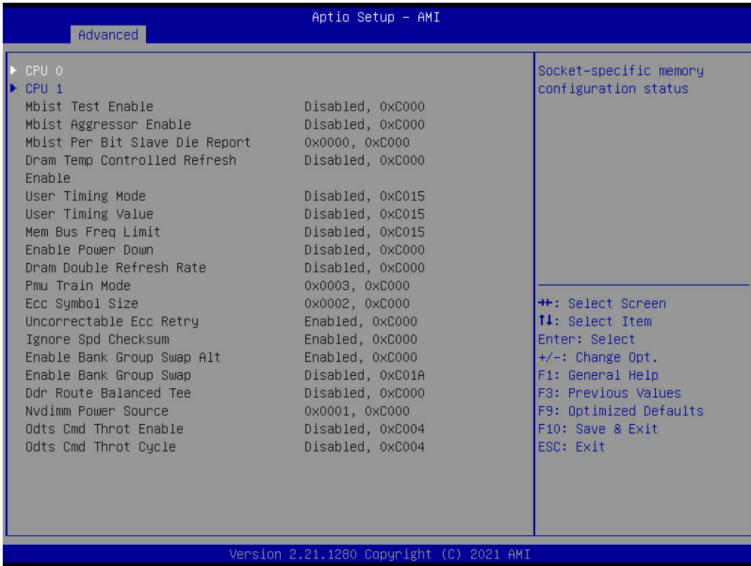 Aptio Setup - AMI
Advanced
CPU 0
CPU 1
Mbist Test Enable Disabled, 0xC000
Mbist Aggressor Enable Disabled, 0xC000
Mbist Per Bit Slave Die Report 0x0000, 0xC000
Dram Temp Controlled Refresh Disabled, 0xC000
Enable
User Timing Mode Disabled, 0xC015
User Timing Value Disabled, 0xC015
Mem Bus Freq Limit Disabled, 0xC015
Enable Power Down Disabled, 0xC000
Dram Double Refresh Rate Disabled, 0xC000
Pmu Train Mode 0x0003, 0xC000
Ecc Symbol Size 0x0002, 0xC000
Uncorrectable Ecc Retry Enabled, 0xC000
Ignore Spd Checksum Enabled, 0xC000
Enable Bank Group Swap Alt Enabled, 0xC000
Enable Bank Group Swap Disabled, 0xC01A
Ddr Route Balanced Tee Disabled, 0xC000
Nvdimm Power Source 0x0001, 0xC000
Odts Cmd Throt Enable Disabled, 0xC004
Odts Cmd Throt Cycle Disabled, 0xC004
Socket-specific memory
configuration status
→←: Select Screen
↑↓: Select Item
Enter: Select
+/-: Change Opt.
F1: General Help
F3: Previous Values
F9: Optimized Defaults
F10: Save & Exit
ESC: Exit
Version 2.21.1280 Copyright (C) 2021 AMI